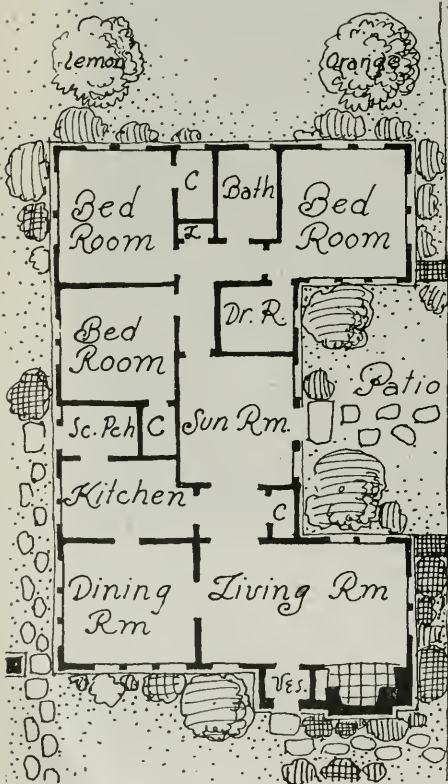 Lemon
Orange
Bed
Room
C
Bath
Bed
Room
L
Bed
Room
Dr. R.
Patio
Sc. Pch
C
Sun Rm.
Kitchen
C
Dining
Rm
Living Rm
Ves.